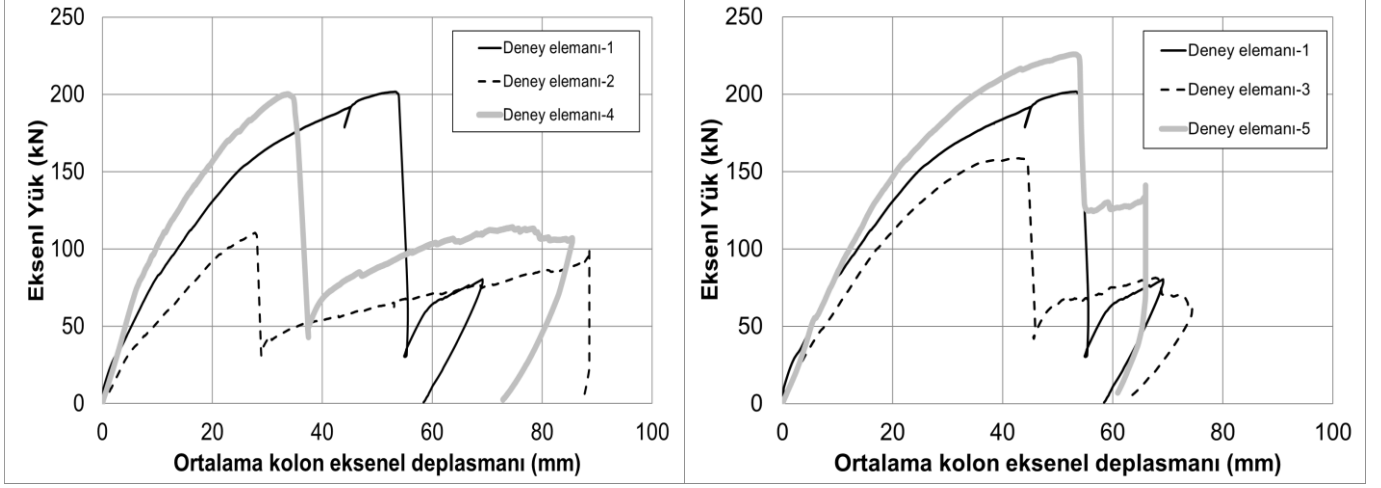 250
200
150
100
50
0
Eksenl Yük (kN)
Deney elemanı-1
Deney elemanı-2
Deney elemanı-4
0 20 40 60 80 100
Ortalama kolon eksenel deplasmanı (mm)
250
200
150
100
50
0
Eksenl Yük (kN)
Deney elemanı-1
Deney elemanı-3
Deney elemanı-5
0 20 40 60 80 100
Ortalama kolon eksenel deplasmanı (mm)